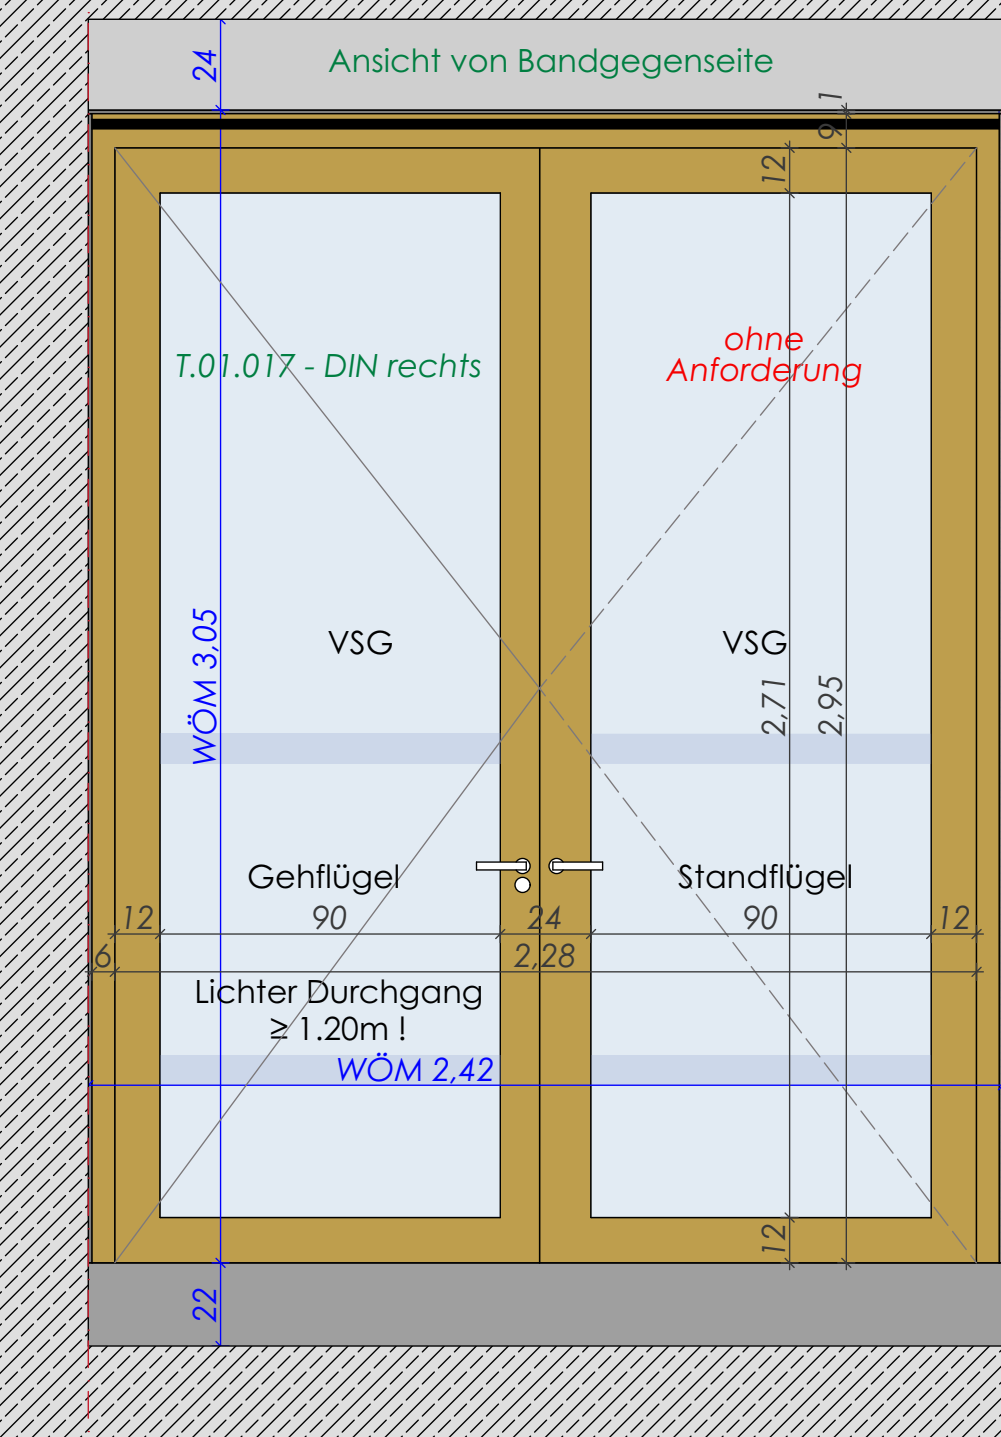 24
Ansicht von Bandgegenseite
1
9
12
T.01.017 - DIN rechts
ohne
Anforderung
WÖM 3,05
VSG
VSG
2,71
2,95
Gehflügel
Standflügel
12
90
24
90
12
6
2,28
Lichter Durchgang
≥ 1.20m !
WÖM 2,42
12
22